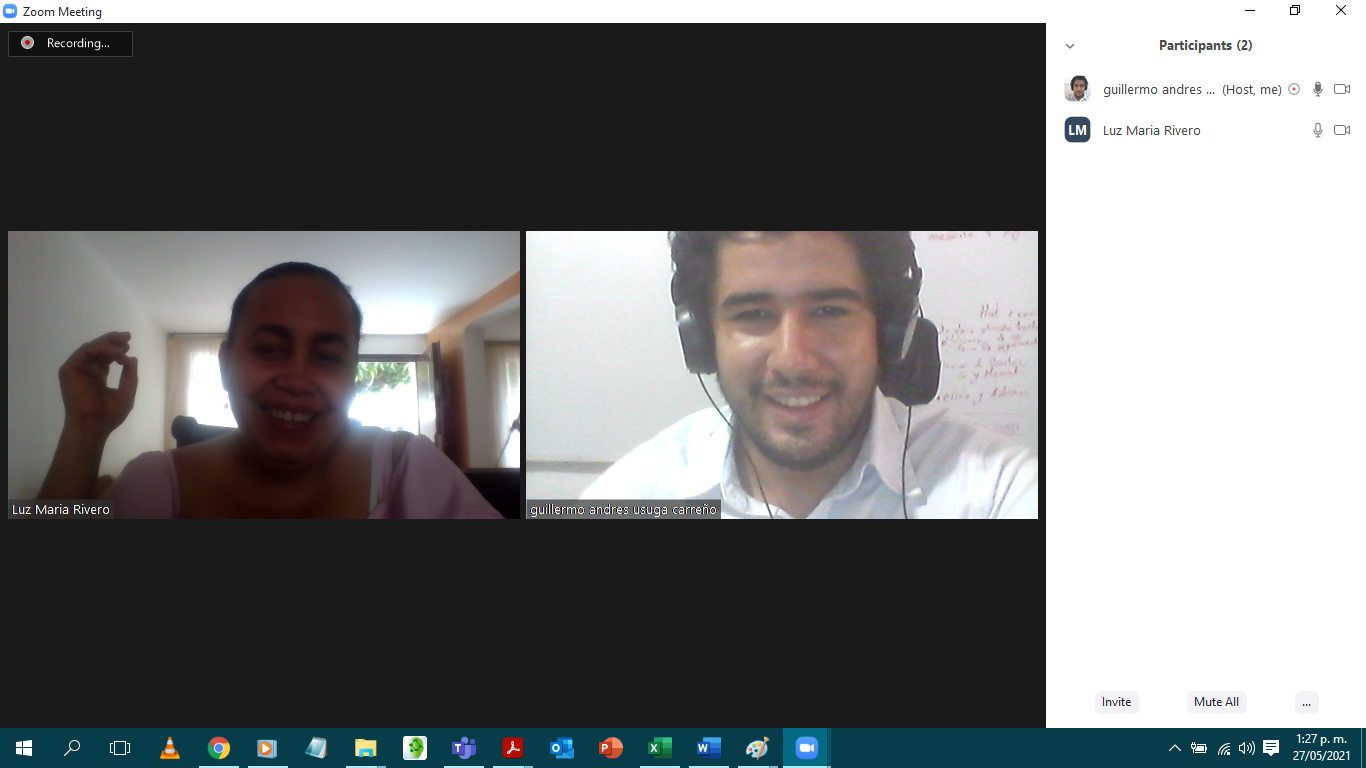 Zoom Meeting
Recording...
Participants (2)
guillermo andres ... (Host, me)
LM Luz Maria Rivero
Luz Maria Rivero
guillermo andres usuga carreño
Invite
Mute All
...
1:27 p. m.
27/05/2021